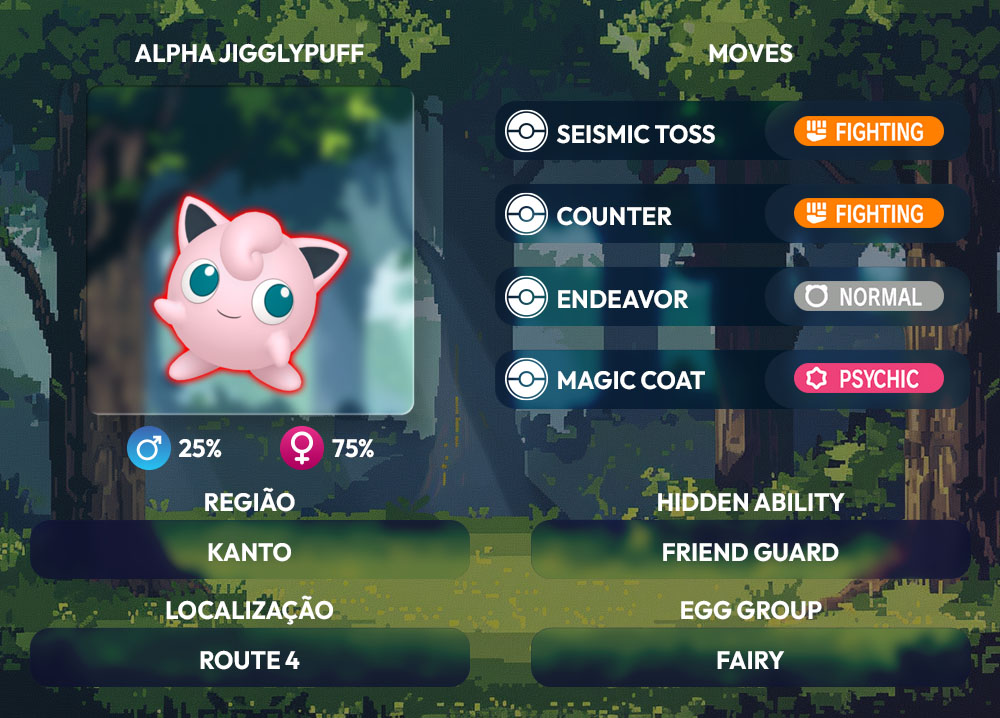 ALPHA JIGGLYPUFF
25%
75%
REGIÃO
KANTO
LOCALIZAÇÃO
ROUTE 4
MOVES
SEISMIC TOSS FIGHTING
COUNTER FIGHTING
ENDEAVOR NORMAL
MAGIC COAT PSYCHIC
HIDDEN ABILITY
FRIEND GUARD
EGG GROUP
FAIRY